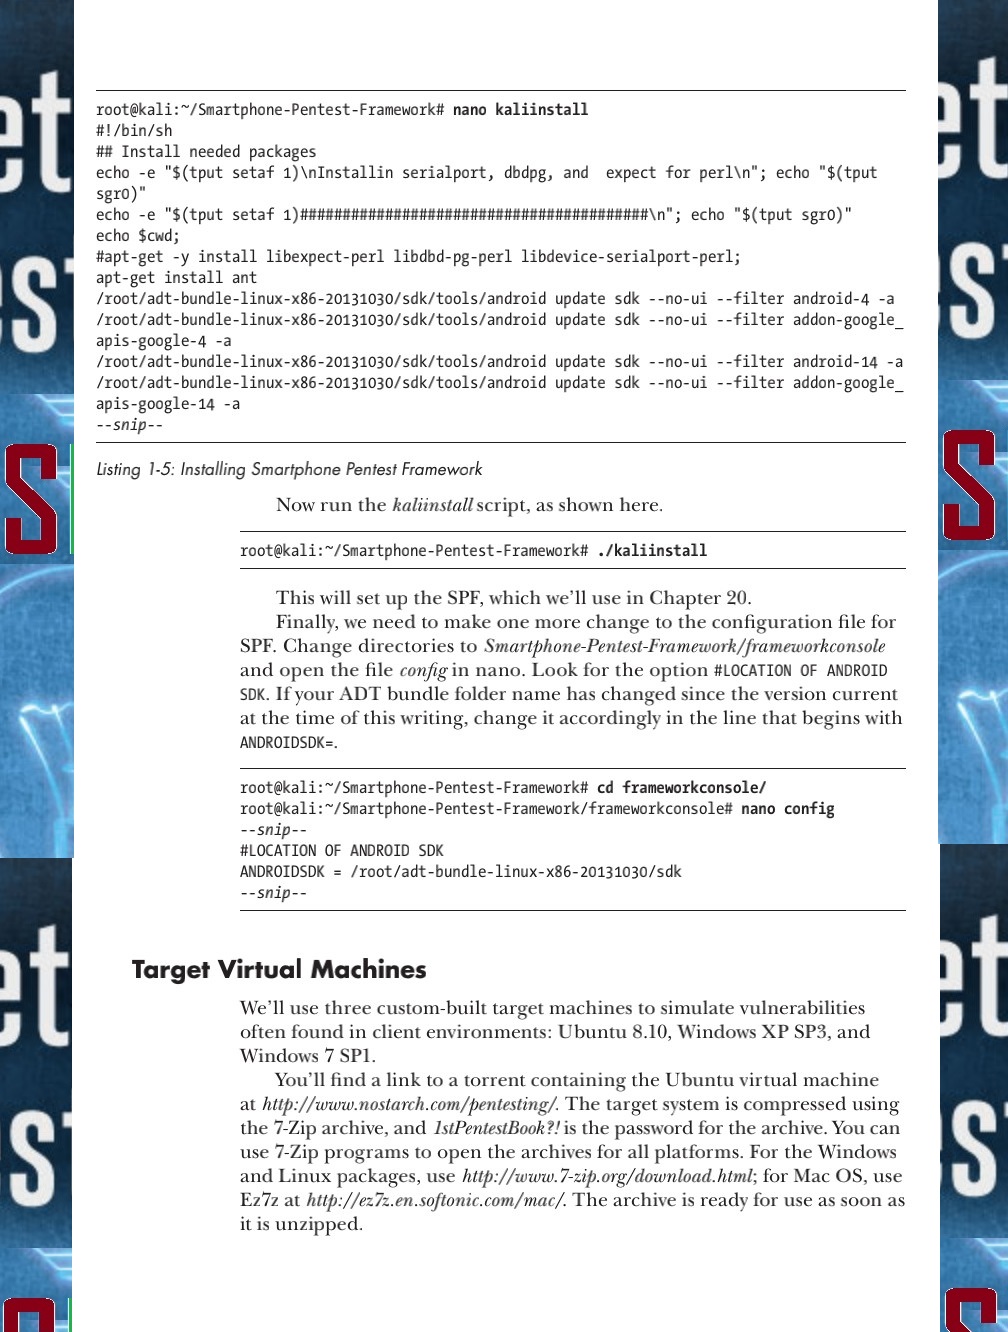 root@kali:~/Smartphone-Pentest-Framework# nano kaliinstall
#!/bin/sh
## Install needed packages
echo -e "$(tput setaf 1)\nInstallin serialport, dbdpg, and  expect for perl\n"; echo "$(tput
sgr0)"
echo -e "$(tput setaf 1)#########################################\n"; echo "$(tput sgr0)"
echo $cwd;
#apt-get -y install libexpect-perl libdbd-pg-perl libdevice-serialport-perl;
apt-get install ant
/root/adt-bundle-linux-x86-20131030/sdk/tools/android update sdk --no-ui --filter android-4 -a
/root/adt-bundle-linux-x86-20131030/sdk/tools/android update sdk --no-ui --filter addon-google_
apis-google-4 -a
/root/adt-bundle-linux-x86-20131030/sdk/tools/android update sdk --no-ui --filter android-14 -a
/root/adt-bundle-linux-x86-20131030/sdk/tools/android update sdk --no-ui --filter addon-google_
apis-google-14 -a
--snip--
Listing 1-5: Installing Smartphone Pentest Framework
Now run the kaliinstall script, as shown here.
root@kali:~/Smartphone-Pentest-Framework# ./kaliinstall
This will set up the SPF, which we’ll use in Chapter 20.
Finally, we need to make one more change to the configuration file for
SPF. Change directories to Smartphone-Pentest-Framework/frameworkconsole
and open the file config in nano. Look for the option #LOCATION OF ANDROID
SDK. If your ADT bundle folder name has changed since the version current
at the time of this writing, change it accordingly in the line that begins with
ANDROIDSDK=.
root@kali:~/Smartphone-Pentest-Framework# cd frameworkconsole/
root@kali:~/Smartphone-Pentest-Framework/frameworkconsole# nano config
--snip--
#LOCATION OF ANDROID SDK
ANDROIDSDK = /root/adt-bundle-linux-x86-20131030/sdk
--snip--
Target Virtual Machines
We’ll use three custom-built target machines to simulate vulnerabilities
often found in client environments: Ubuntu 8.10, Windows XP SP3, and
Windows 7 SP1.
You’ll find a link to a torrent containing the Ubuntu virtual machine
at http://www.nostarch.com/pentesting/. The target system is compressed using
the 7-Zip archive, and 1stPentestBook?! is the password for the archive. You can
use 7-Zip programs to open the archives for all platforms. For the Windows
and Linux packages, use http://www.7-zip.org/download.html; for Mac OS, use
Ez7z at http://ez7z.en.softonic.com/mac/. The archive is ready for use as soon as
it is unzipped.